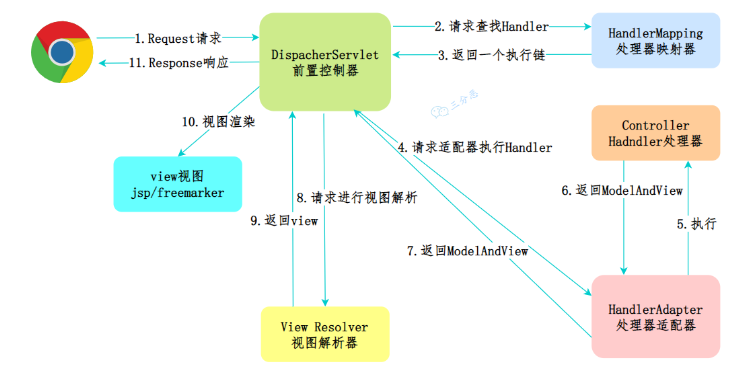 1.Request请求
11.Response响应
DispacherServlet
前置控制器
2.请求查找Handler
3.返回一个执行链
HandlerMapping
处理器映射器
三分恶
10.视图渲染
view视图
jsp/freemarker
4.请求适配器执行Handler
Controller
Hadndler处理器
8.请求进行视图解析
9.返回view
6.返回ModelAndView
5.执行
7.返回ModelAndView
View Resolver
视图解析器
HandlerAdapter
处理器适配器